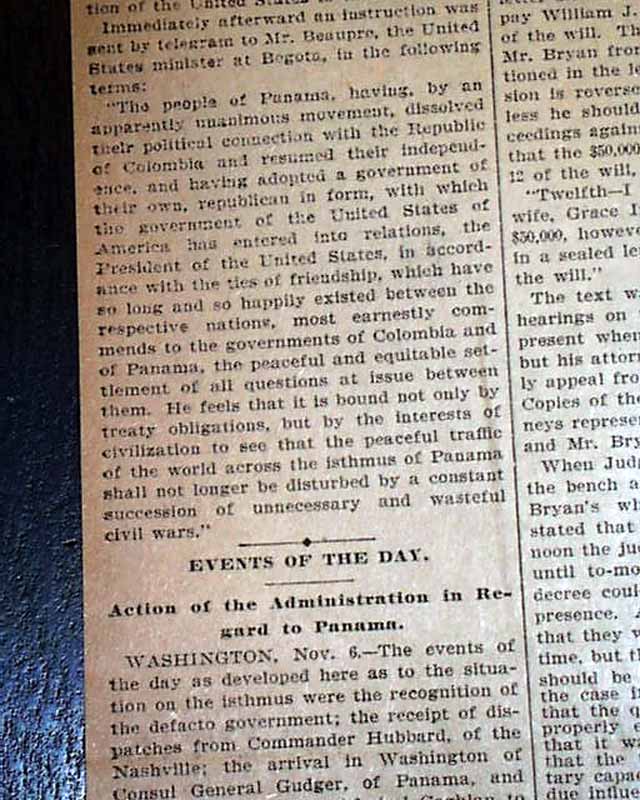 tion of the United States to
Immediately afterward an instruction was
sent by telegram to Mr. Beaupre, the United
States minister at Bogota, in the following
terms:
"The people of Panama, having, by an
apparently unanimous movement, dissolved
their political connection with the Republic
of Colombia and resumed their independ-
ence, and having adopted a government of
their own, republican in form, with which
the government of the United States of
America has entered into relations, the
President of the United States, in accord-
ance with the ties of friendship, which have
so long and so happily existed between the
respective nations, most earnestly com-
mends to the governments of Colombia and
of Panama, the peaceful and equitable set-
tlement of all questions at issue between
them. He feels that it is bound not only by
treaty obligations, but by the interests of
civilization to see that the peaceful traffic
of the world across the isthmus of Panama
shall not longer be disturbed by a constant
succession of unnecessary and wasteful
civil wars."
EVENTS OF THE DAY.
Action of the Administration in Re-
gard to Panama.
WASHINGTON, Nov. 6.—The events of
the day as developed here as to the situa-
tion on the isthmus were the recognition of
the defacto government; the receipt of dis-
patches from Commander Hubbard, of the
Nashville; the arrival in Washington of
Consul General Gudger, of Panama, and
pay William J.
of the will. Th
Mr. Bryan from
tioned in the le
sion is reverse
less he should
ceedings again
that the $50,000
12 of the will,
"Twelfth—I
wife, Grace I
$50,000, howeve
in a sealed le
the will."
The text w
hearings on
present when
but his attor
ly appeal fro
Copies of the
neys represe
and Mr. Bry
When Judg
the bench a
Bryan's wh
stated that
noon the ju
until to-mo
decree coul
presence. A
that they w
time, but th
should be
the case i
that the q
properly e
that it wa
that the
tary capa
due influe